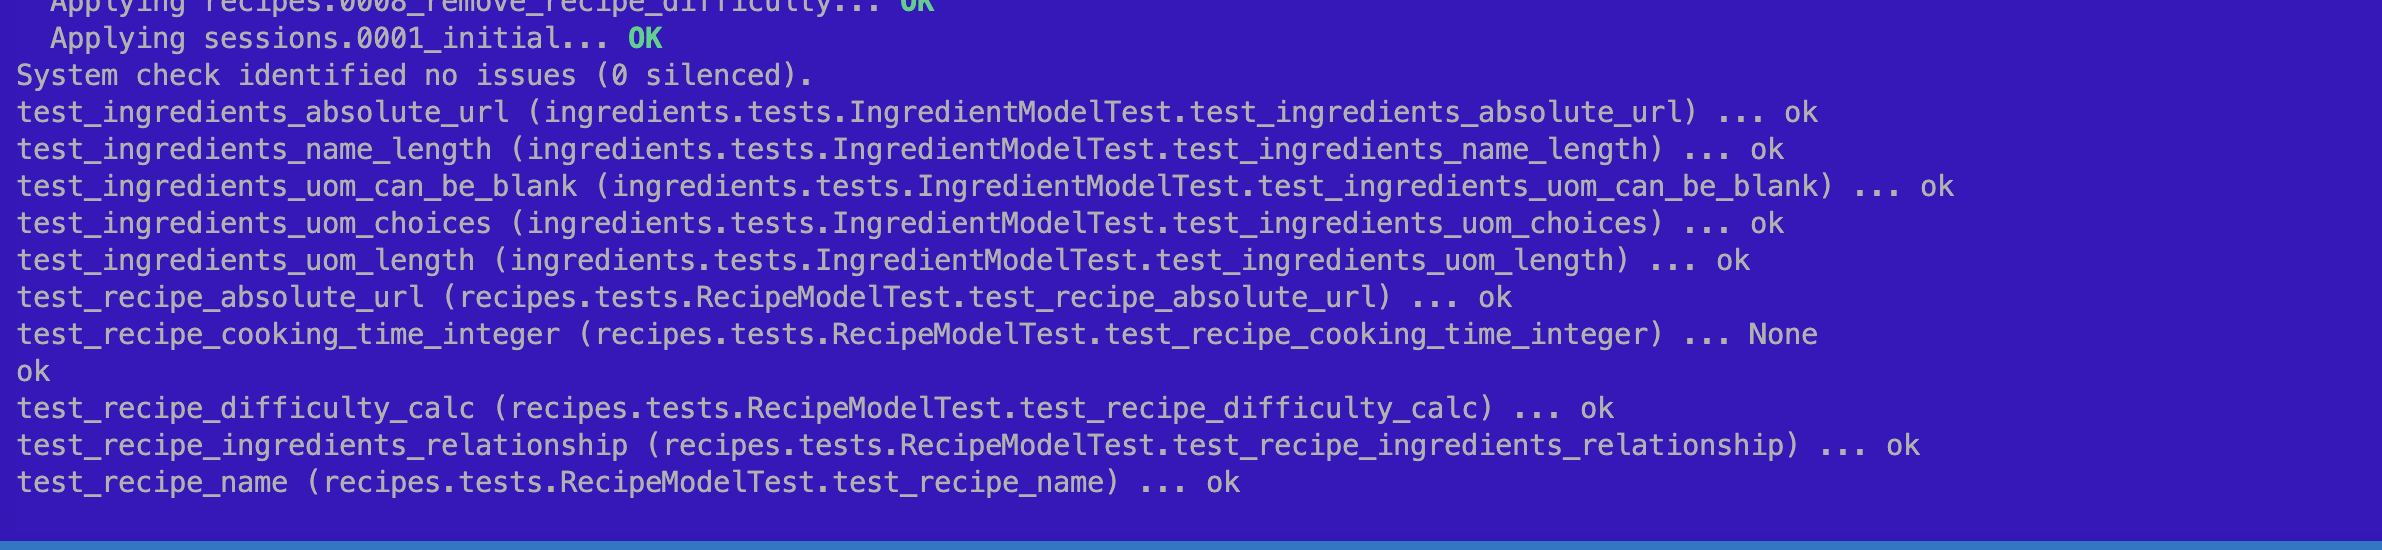 Applying recipes.0008_remove_recipe_difficulty... OK
Applying sessions.0001_initial... OK
System check identified no issues (0 silenced).
test_ingredients_absolute_url (ingredients.tests.IngredientModelTest.test_ingredients_absolute_url) ... ok
test_ingredients_name_length (ingredients.tests.IngredientModelTest.test_ingredients_name_length) ... ok
test_ingredients_uom_can_be_blank (ingredients.tests.IngredientModelTest.test_ingredients_uom_can_be_blank) ... ok
test_ingredients_uom_choices (ingredients.tests.IngredientModelTest.test_ingredients_uom_choices) ... ok
test_ingredients_uom_length (ingredients.tests.IngredientModelTest.test_ingredients_uom_length) ... ok
test_recipe_absolute_url (recipes.tests.RecipeModelTest.test_recipe_absolute_url) ... ok
test_recipe_cooking_time_integer (recipes.tests.RecipeModelTest.test_recipe_cooking_time_integer) ... None
ok
test_recipe_difficulty_calc (recipes.tests.RecipeModelTest.test_recipe_difficulty_calc) ... ok
test_recipe_ingredients_relationship (recipes.tests.RecipeModelTest.test_recipe_ingredients_relationship) ... ok
test_recipe_name (recipes.tests.RecipeModelTest.test_recipe_name) ... ok